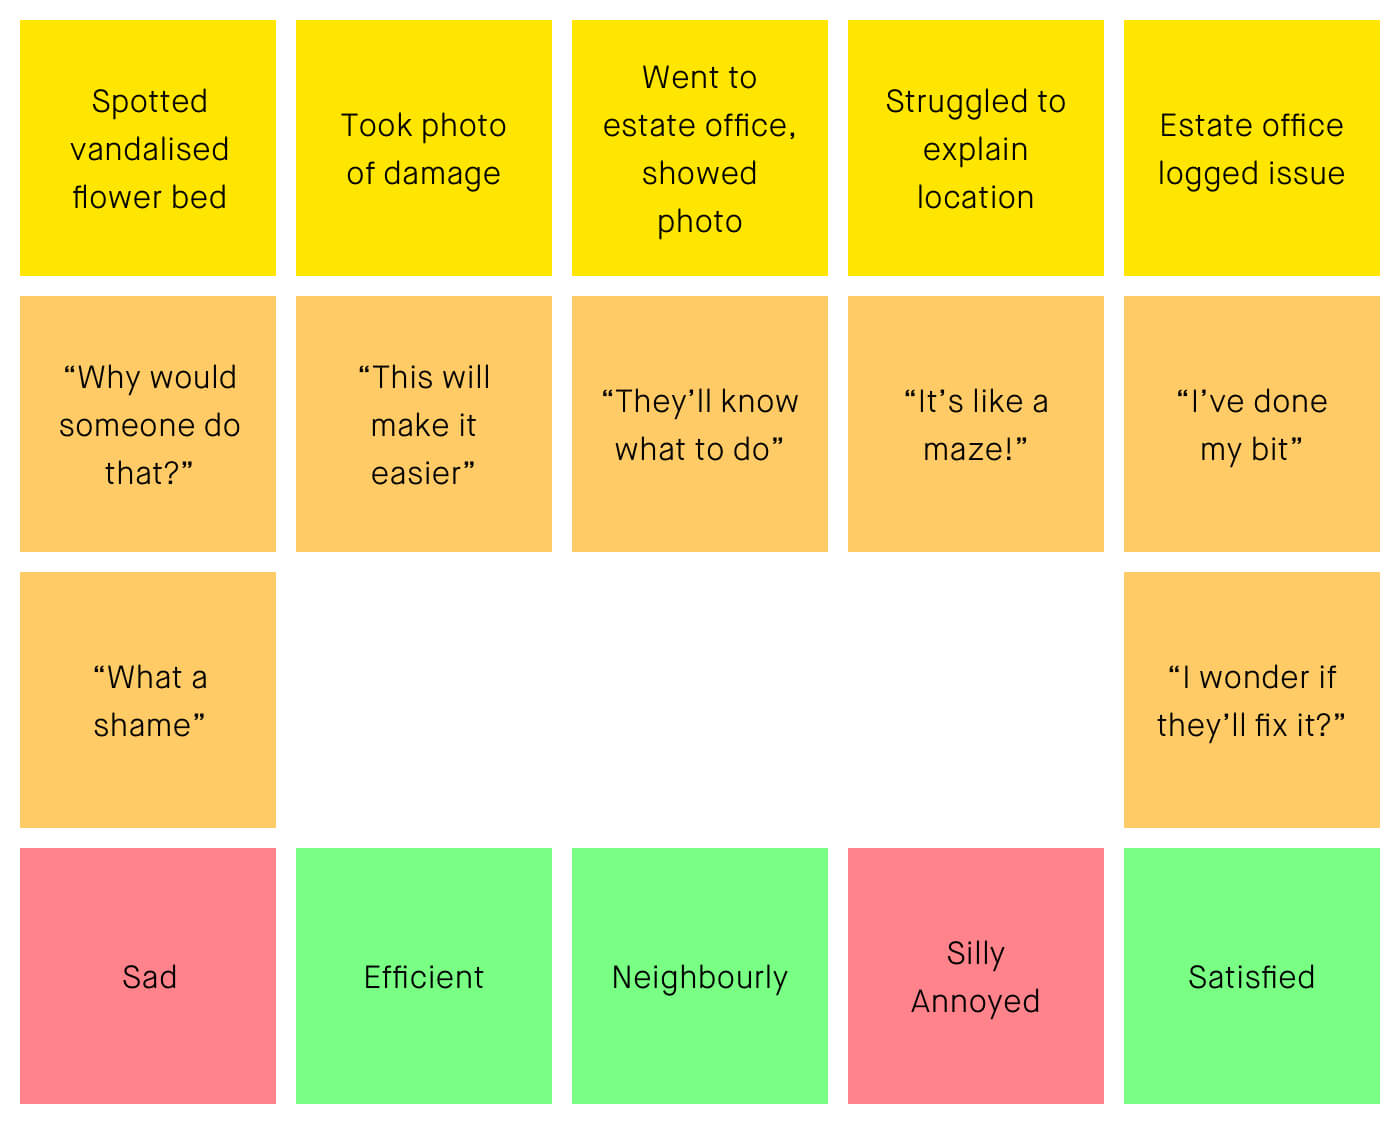 Spotted
vandalised
flower bed
Took photo
of damage
Went to
estate office,
showed
photo
Struggled to
explain
location
Estate office
logged issue
“Why would
someone do
that?”
“This will
make it
easier”
“They’ll know
what to do”
“It’s like a
maze!”
“I’ve done
my bit”
“What a
shame”
“I wonder if
they’ll fix it?”
Sad
Efficient
Neighbourly
Silly
Annoyed
Satisfied